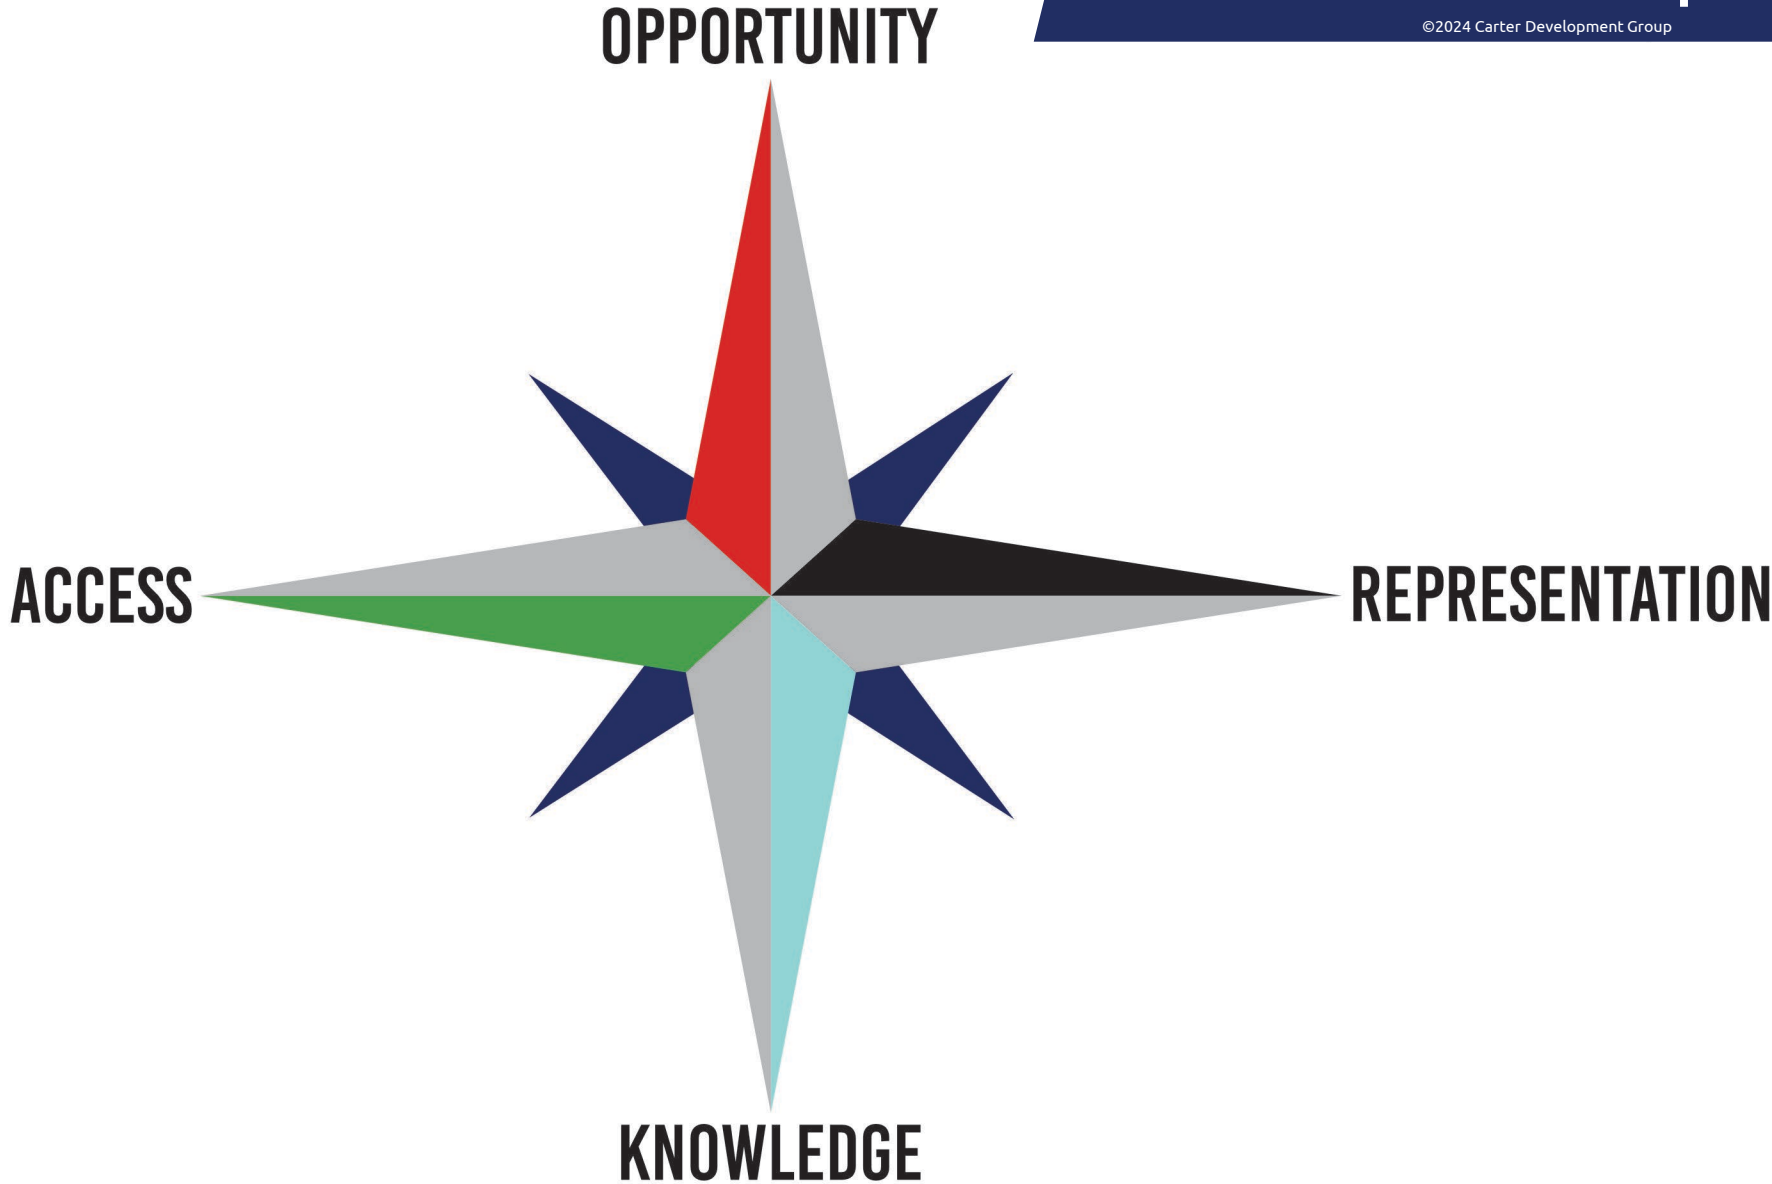 OPPORTUNITY
©2024 Carter Development Group
ACCESS
REPRESENTATION
KNOWLEDGE